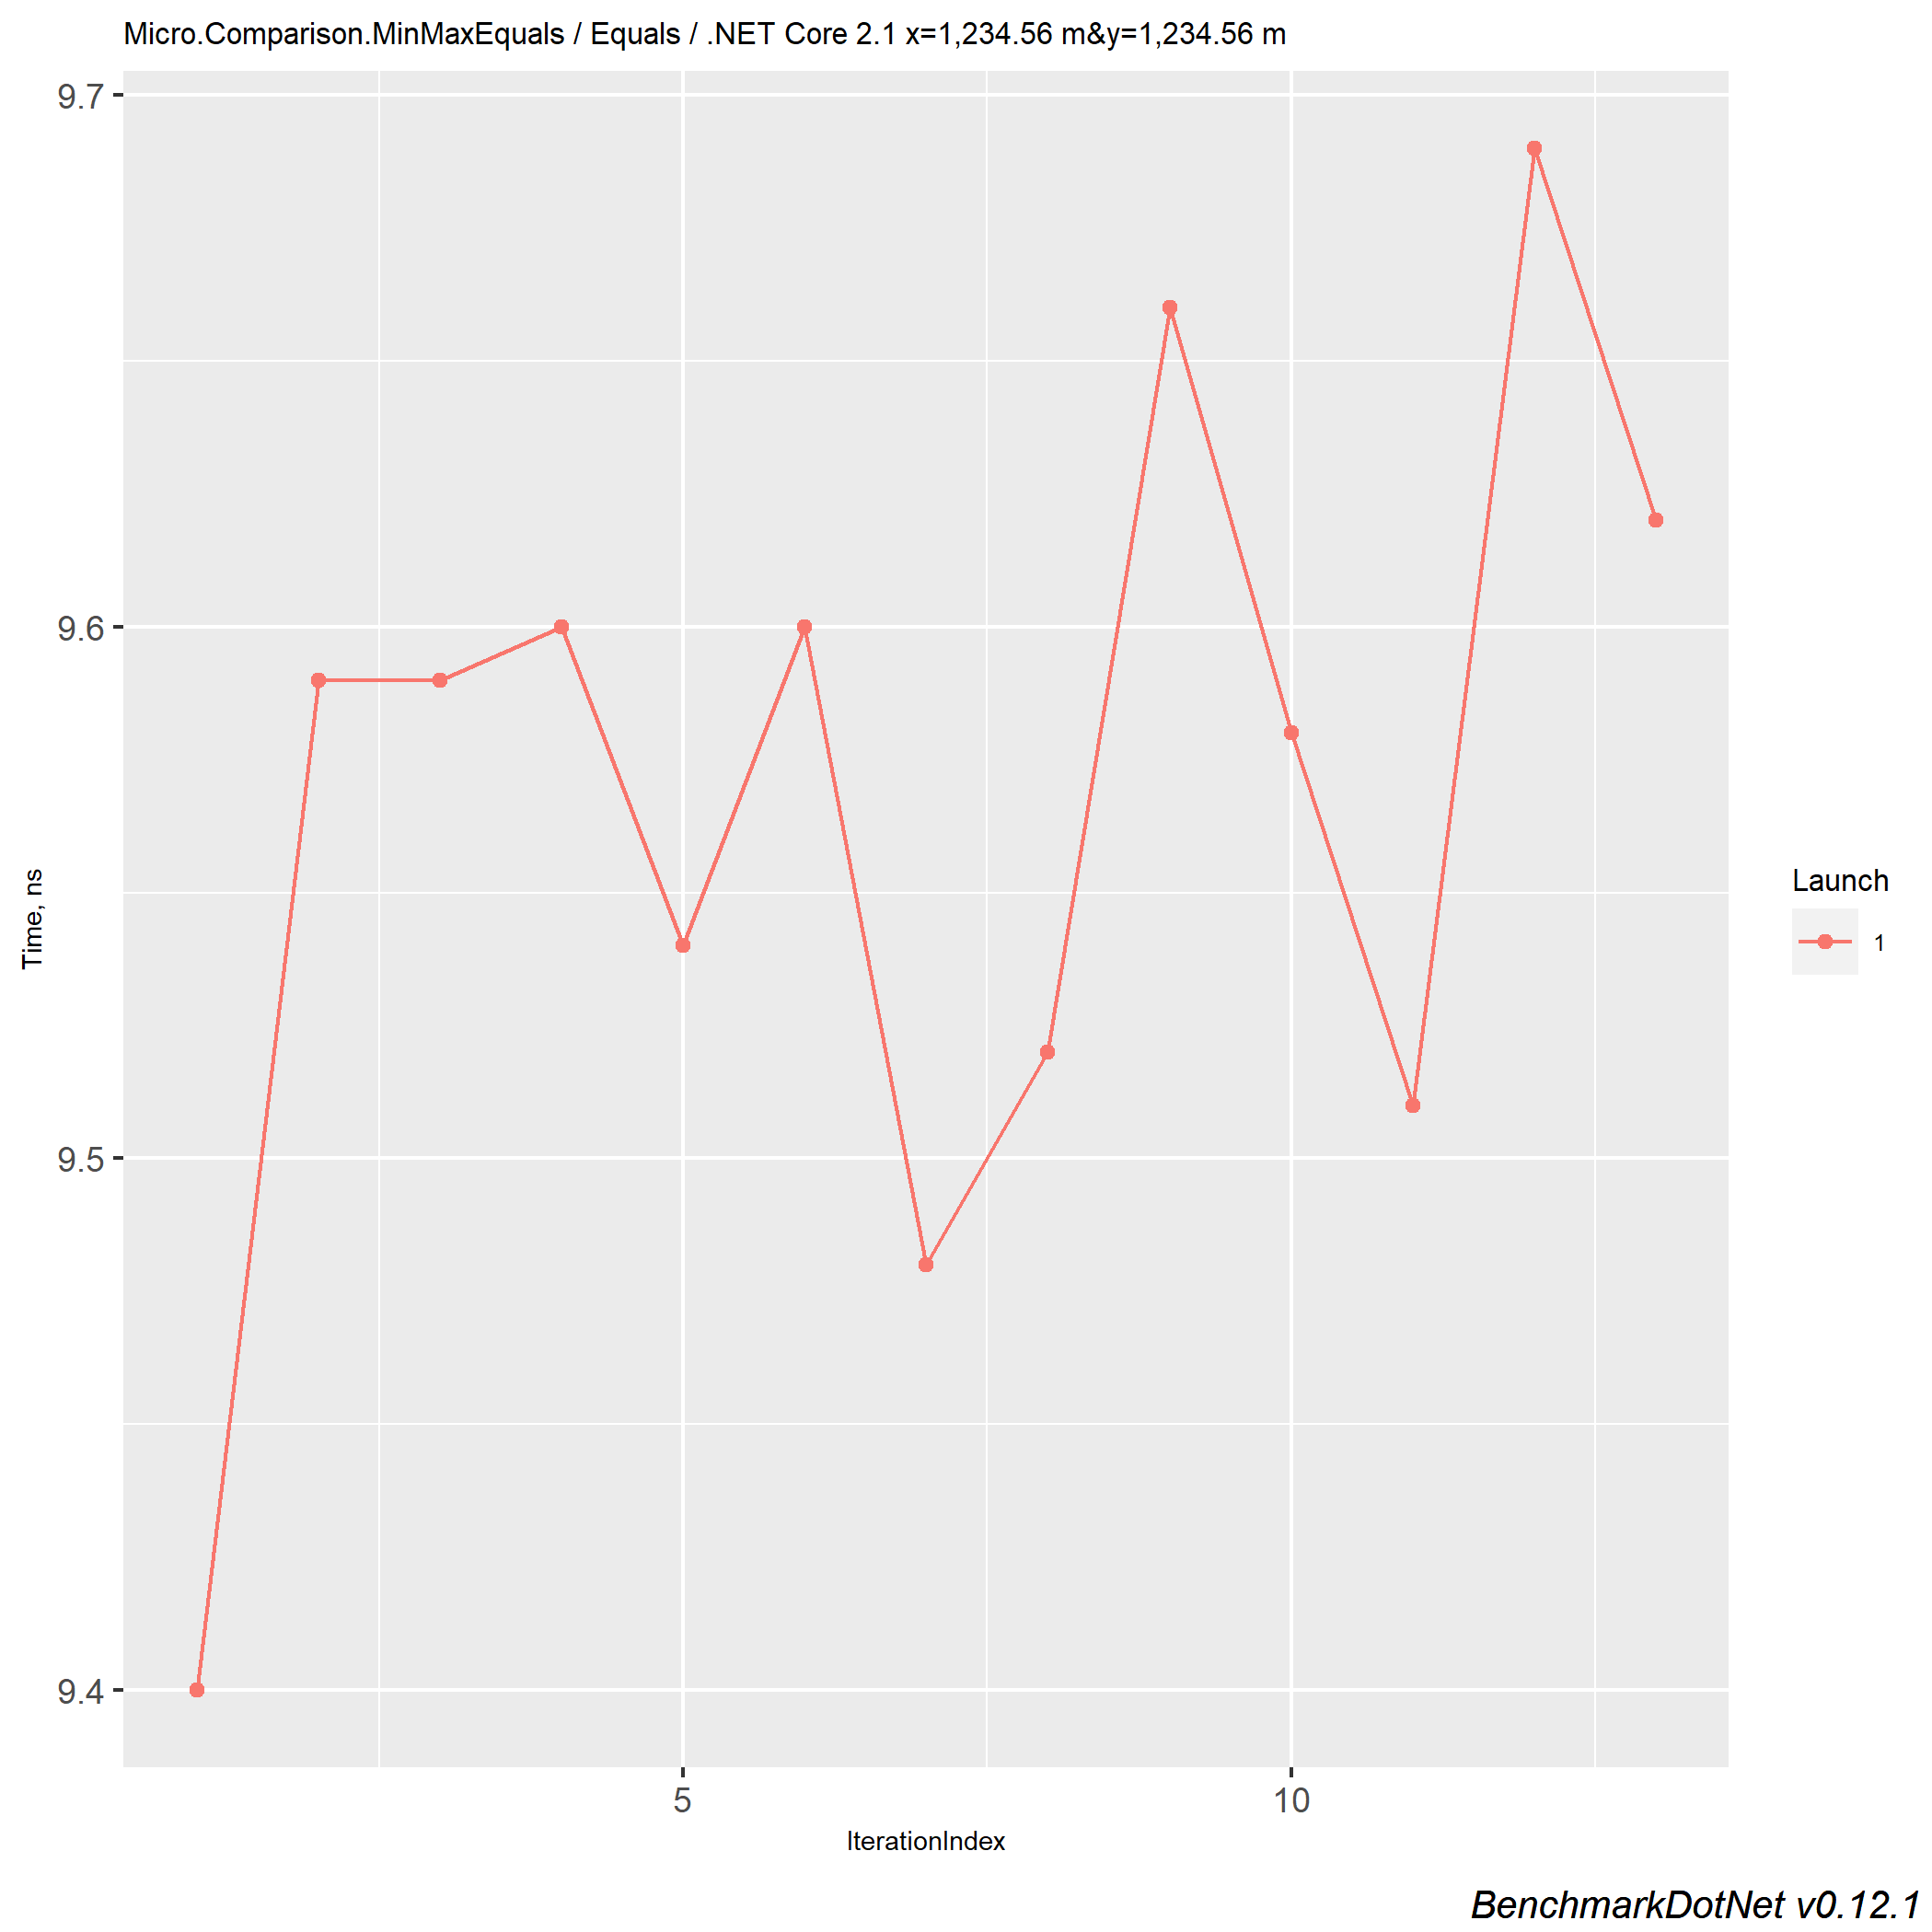 Micro.Comparison.MinMaxEquals / Equals / .NET Core 2.1 x=1,234.56 m&y=1,234.56 m
9.7
9.6
9.5
9.4
Time, ns
5
10
IterationIndex
Launch
1
BenchmarkDotNet v0.12.1